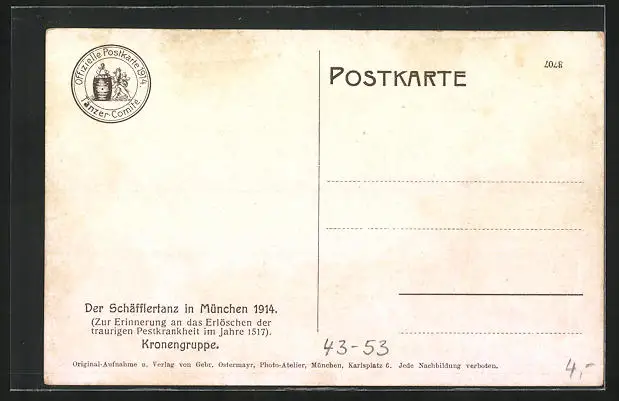 Offizielle Postkarte 1914
Tänzer-Comité
POSTKARTE
3707
Der Schäfflertanz in München 1914.
(Zur Erinnerung an das Erlöschen der
traurigen Pestkrankheit im Jahre 1517).
Kronengruppe.
43-53
Original-Aufnahme u. Verlag von Gebr. Ostermayr, Photo-Atelier, München, Karlsplatz 6. Jede Nachbildung verboten.
4,-